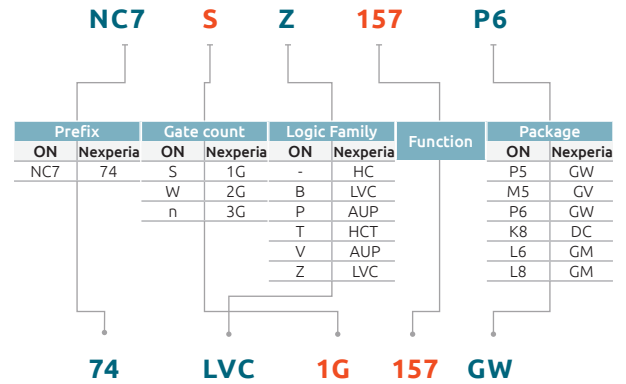 NC7 S Z 157 P6
Prefix Gate count Logic Family Function Package
ON Nexperia ON Nexperia ON Nexperia ON Nexperia
NC7 74 S 1G - HC P5 GW
W 2G B LVC M5 GV
n 3G P AUP P6 GW
T HCT K8 DC
V AUP L6 GM
Z LVC L8 GM
74 LVC 1G 157 GW